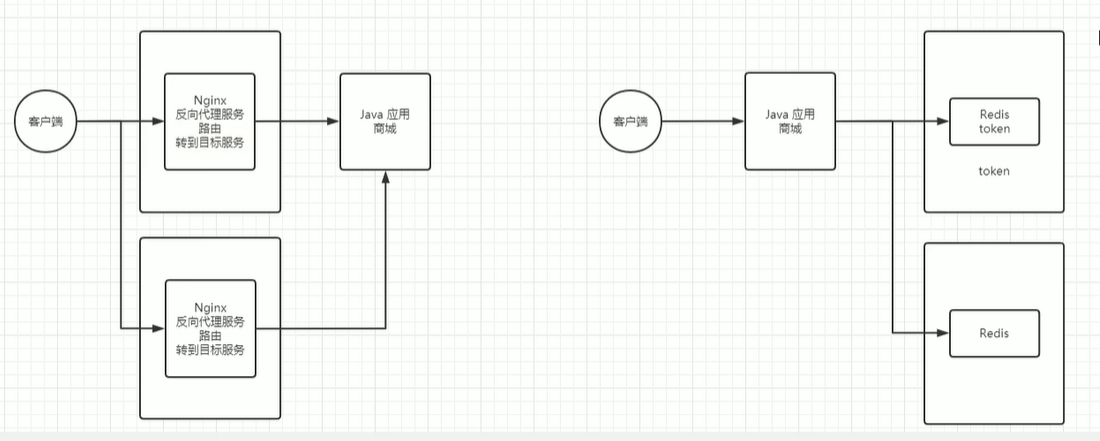 客户端
Nginx
反向代理服务
路由
转到目标服务
Java 应用
商城
Nginx
反向代理服务
路由
转到目标服务
客户端
Java 应用
商城
Redis
token
token
Redis